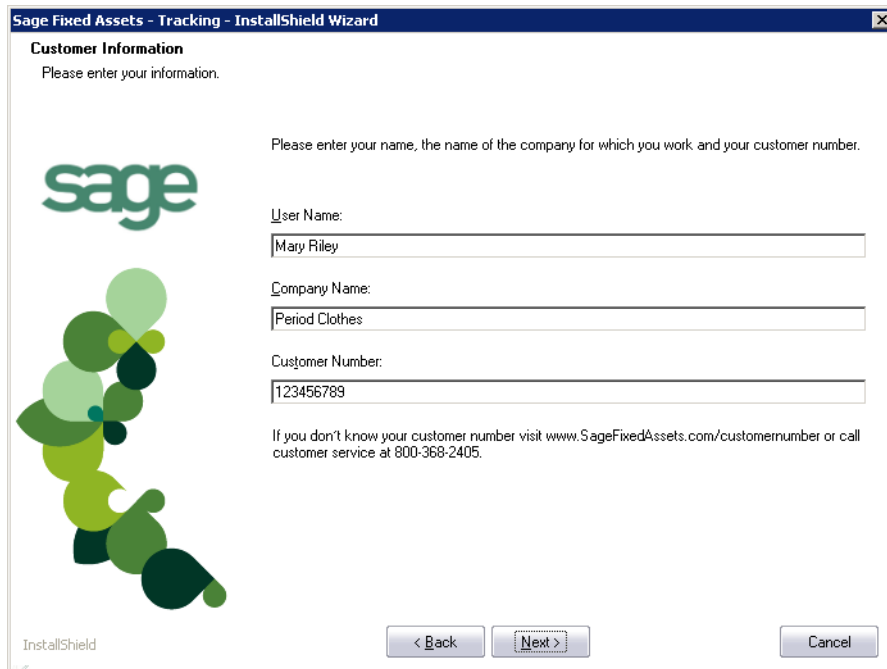 Sage Fixed Assets - Tracking - InstallShield Wizard
Customer Information
Please enter your information.
Please enter your name, the name of the company for which you work and your customer number.
sage
User Name:
Mary Riley
Company Name:
Period Clothes
Customer Number:
123456789
If you don't know your customer number visit www.SageFixedAssets.com/customernumber or call
customer service at 800-368-2405.
InstallShield
< Back
Next >
Cancel